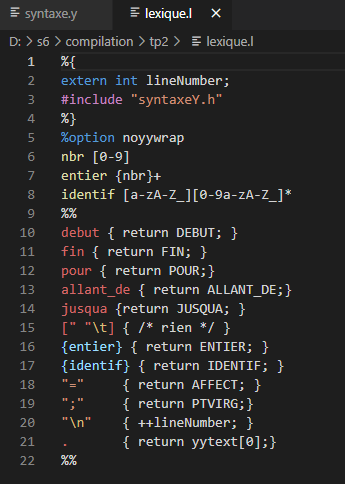 syntaxe.y lexique.l ×
D: > s6 > compilation > tp2 > lexique.l
1 %{
2 extern int lineNumber;
3 #include "syntaxeY.h"
4 %}
5 %option noyywrap
6 nbr [0-9]
7 entier {nbr}+
8 identif [a-zA-Z_][0-9a-zA-Z_]*
9 %%
10 debut { return DEBUT; }
11 fin { return FIN; }
12 pour { return POUR;}
13 allant_de { return ALLANT_DE;}
14 jusqua {return JUSQUA; }
15 [" "\t] { /* rien */ }
16 {entier} { return ENTIER; }
17 {identif} { return IDENTIF; }
18 "=" { return AFFECT; }
19 ";" { return PTVIRG;}
20 "\n" { ++lineNumber; }
21 . { return yytext[0];}
22 %%